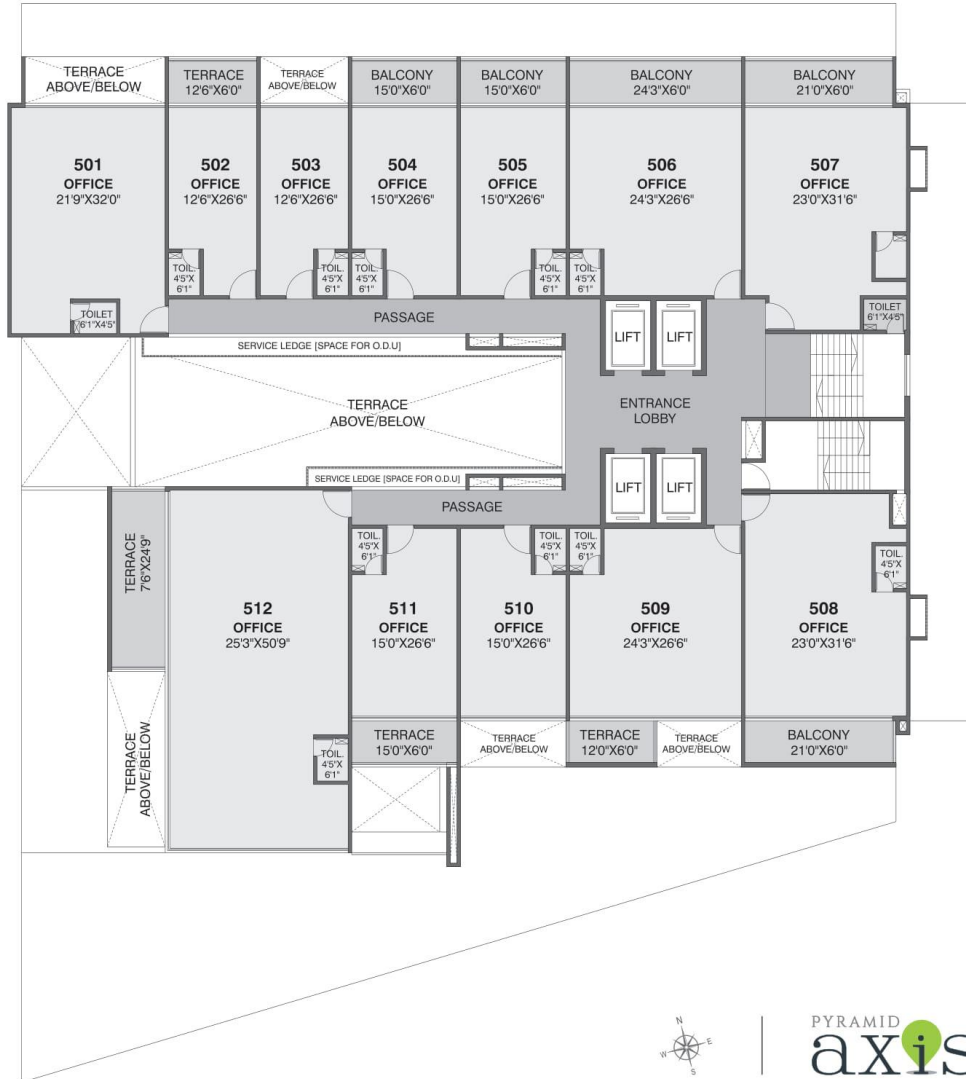 TERRACE
ABOVE/BELOW
TERRACE
12'6"X6'0"
TERRACE
ABOVE/BELOW
BALCONY
15'0"X6'0"
BALCONY
15'0"X6'0"
BALCONY
24'3"X6'0"
BALCONY
21'0"X6'0"
501
OFFICE
21'9"X32'0"
502
OFFICE
12'6"X26'6"
503
OFFICE
12'6"X26'6"
504
OFFICE
15'0"X26'6"
505
OFFICE
15'0"X26'6"
506
OFFICE
24'3"X26'6"
507
OFFICE
23'0"X31'6"
TOIL.
4'5"X
6'1"
TOIL.
4'5"X
6'1"
TOIL.
4'5"X
6'1"
TOIL.
4'5"X
6'1"
TOIL.
4'5"X
6'1"
TOILET
6'1"X4'5"
TOILET
6'1"X4'5"
PASSAGE
LIFT
LIFT
SERVICE LEDGE [SPACE FOR O.D.U]
TERRACE
ABOVE/BELOW
ENTRANCE
LOBBY
SERVICE LEDGE [SPACE FOR O.D.U]
LIFT
LIFT
PASSAGE
TERRACE
7'6"X24'9"
TOIL.
4'5"X
6'1"
TOIL.
4'5"X
6'1"
TOIL.
4'5"X
6'1"
TOIL.
4'5"X
6'1"
512
OFFICE
25'3"X50'9"
511
OFFICE
15'0"X26'6"
510
OFFICE
15'0"X26'6"
509
OFFICE
24'3"X26'6"
508
OFFICE
23'0"X31'6"
TERRACE
ABOVE/BELOW
TOIL.
4'5"X
6'1"
TERRACE
15'0"X6'0"
TERRACE
ABOVE/BELOW
TERRACE
12'0"X6'0"
TERRACE
ABOVE/BELOW
BALCONY
21'0"X6'0"
N
W
E
S
PYRAMID
axis